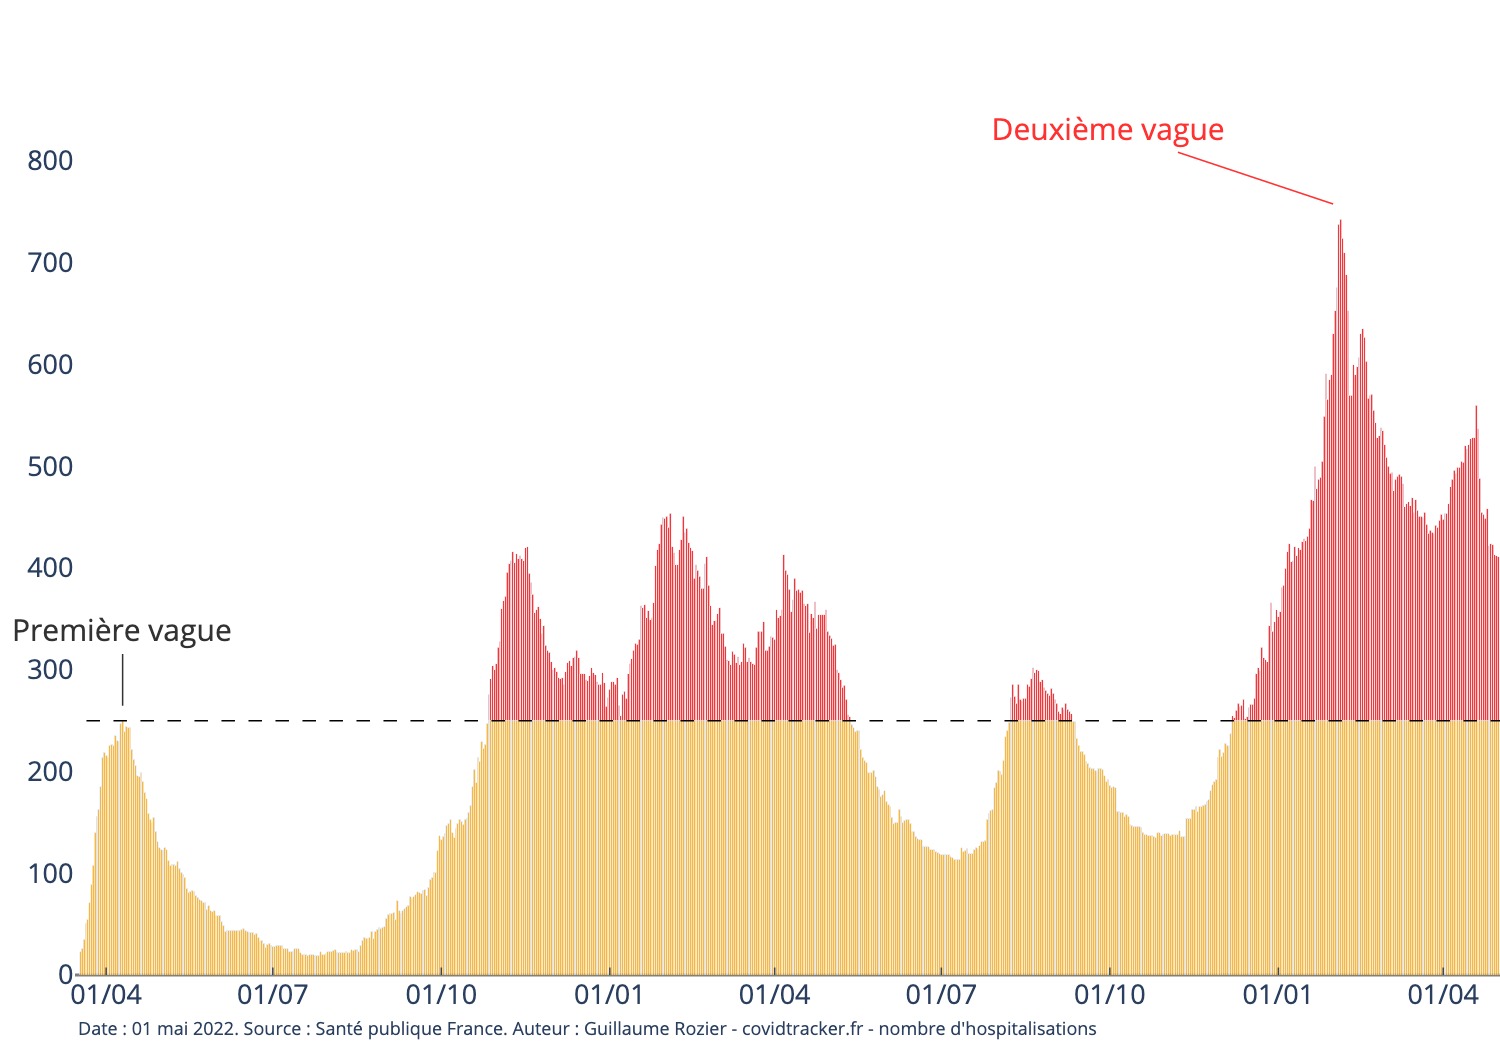 Deuxième vague
800
700
600
500
400
Première vague
300
200
100
0
01/04 01/07 01/10 01/01 01/04 01/07 01/10 01/01 01/04
Date : 01 mai 2022. Source : Santé publique France. Auteur : Guillaume Rozier - covidtracker.fr - nombre d'hospitalisations